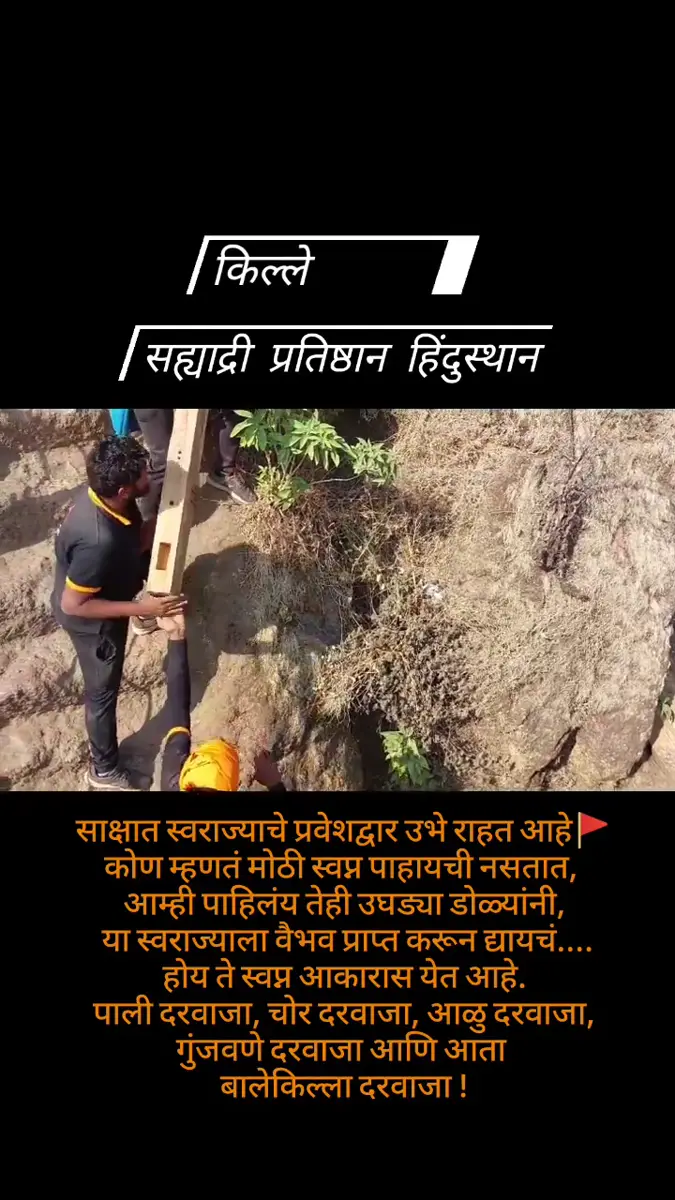 किल्ले
सह्याद्री प्रतिष्ठान हिंदुस्थान
साक्षात स्वराज्याचे प्रवेशद्वार उभे राहत आहे🚩
कोण म्हणतं मोठी स्वप्न पाहायची नसतात,
आम्ही पाहिलंय तेही उघड्या डोळ्यांनी,
या स्वराज्याला वैभव प्राप्त करून द्यायचं....
होय ते स्वप्न आकारास येत आहे.
पाली दरवाजा, चोर दरवाजा, आळु दरवाजा,
गुंजवणे दरवाजा आणि आता
बालेकिल्ला दरवाजा !